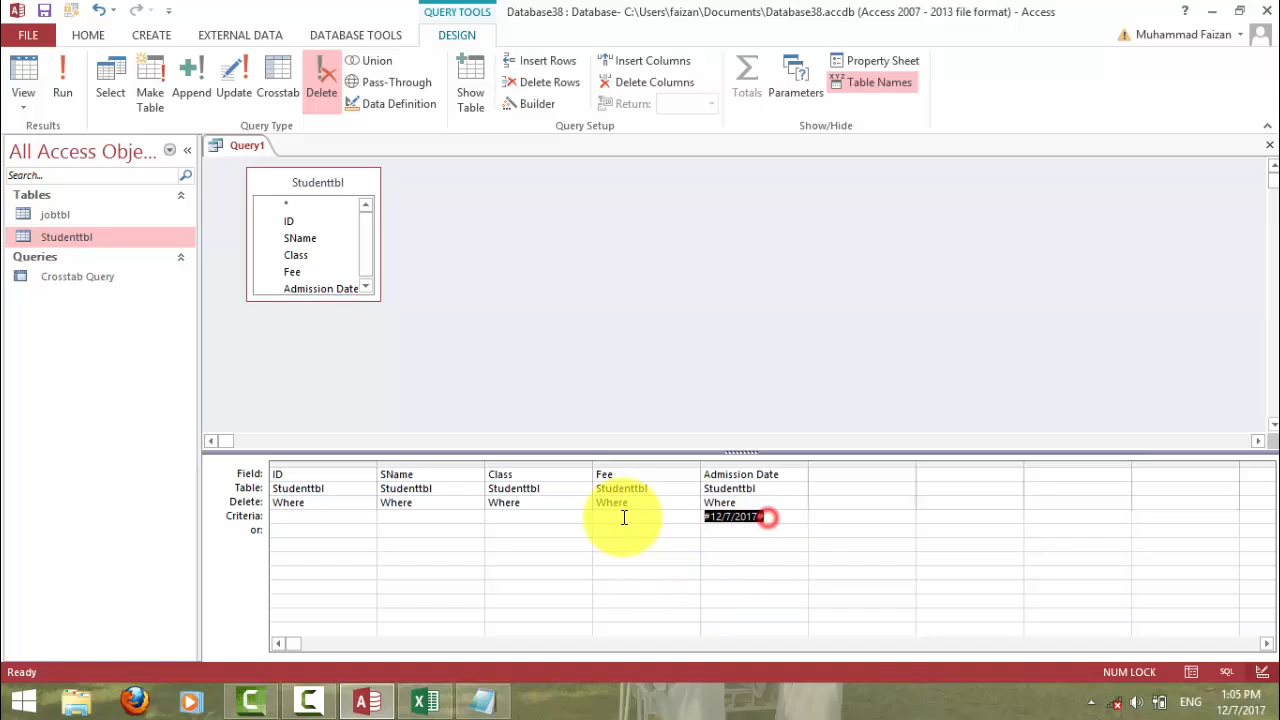 QUERY TOOLS
Database38 : Database- C:\Users\faizan\Documents\Database38.accdb (Access 2007 - 2013 file format) - Access
?
FILE HOME CREATE EXTERNAL DATA DATABASE TOOLS DESIGN
Muhammad Faizan
View Run
Select Make Table Append Update Crosstab Delete
Union
Pass-Through
Data Definition
Show Table
Insert Rows
Delete Rows
Builder
Insert Columns
Delete Columns
Return:
Totals Parameters
Property Sheet
XYZ Table Names
Results Query Type Query Setup Show/Hide
All Access Obje...
Search...
Tables
jobtbl
Studenttbl
Queries
Crosstab Query
Query1
Studenttbl
*
ID
SName
Class
Fee
Admission Date
Field: ID SName Class Fee Admission Date
Table: Studenttbl Studenttbl Studenttbl Studenttbl Studenttbl
Delete: Where Where Where Where Where
Criteria: #12/7/2017#
or:
Ready
NUM LOCK
SQL
ENG
1:05 PM
12/7/2017